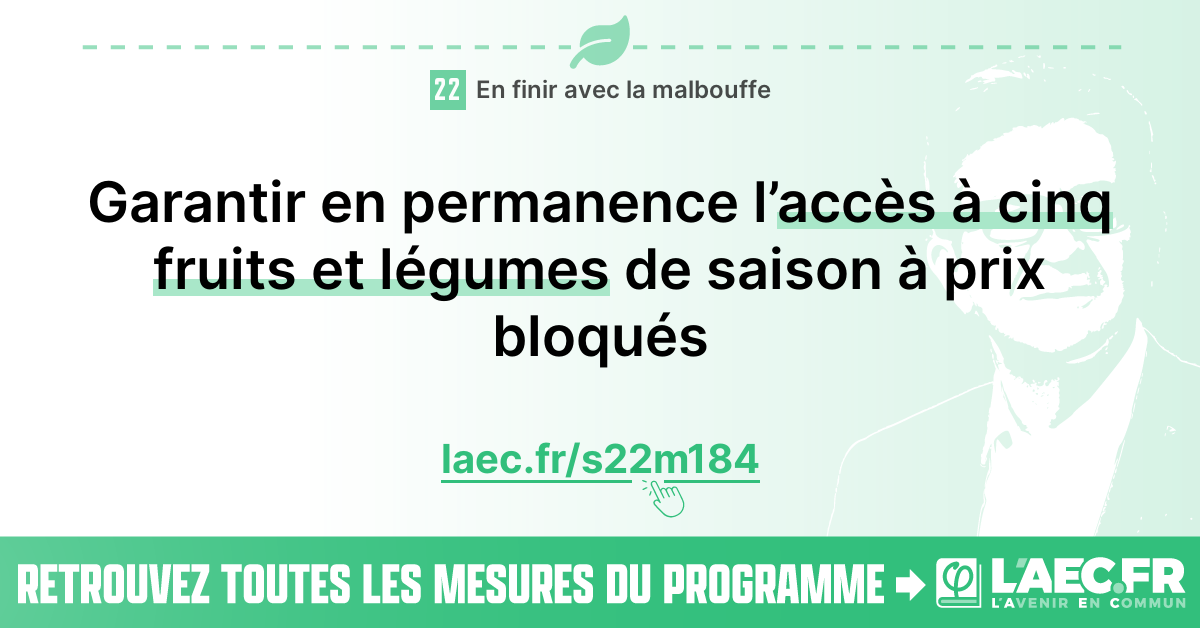 22 En finir avec la malbouffe
Garantir en permanence l’accès à cinq
fruits et légumes de saison à prix
bloqués
laec.fr/s22m184
RETROUVEZ TOUTES LES MESURES DU PROGRAMME
φ
L'AEC.FR
L'AVENIR EN COMMUN